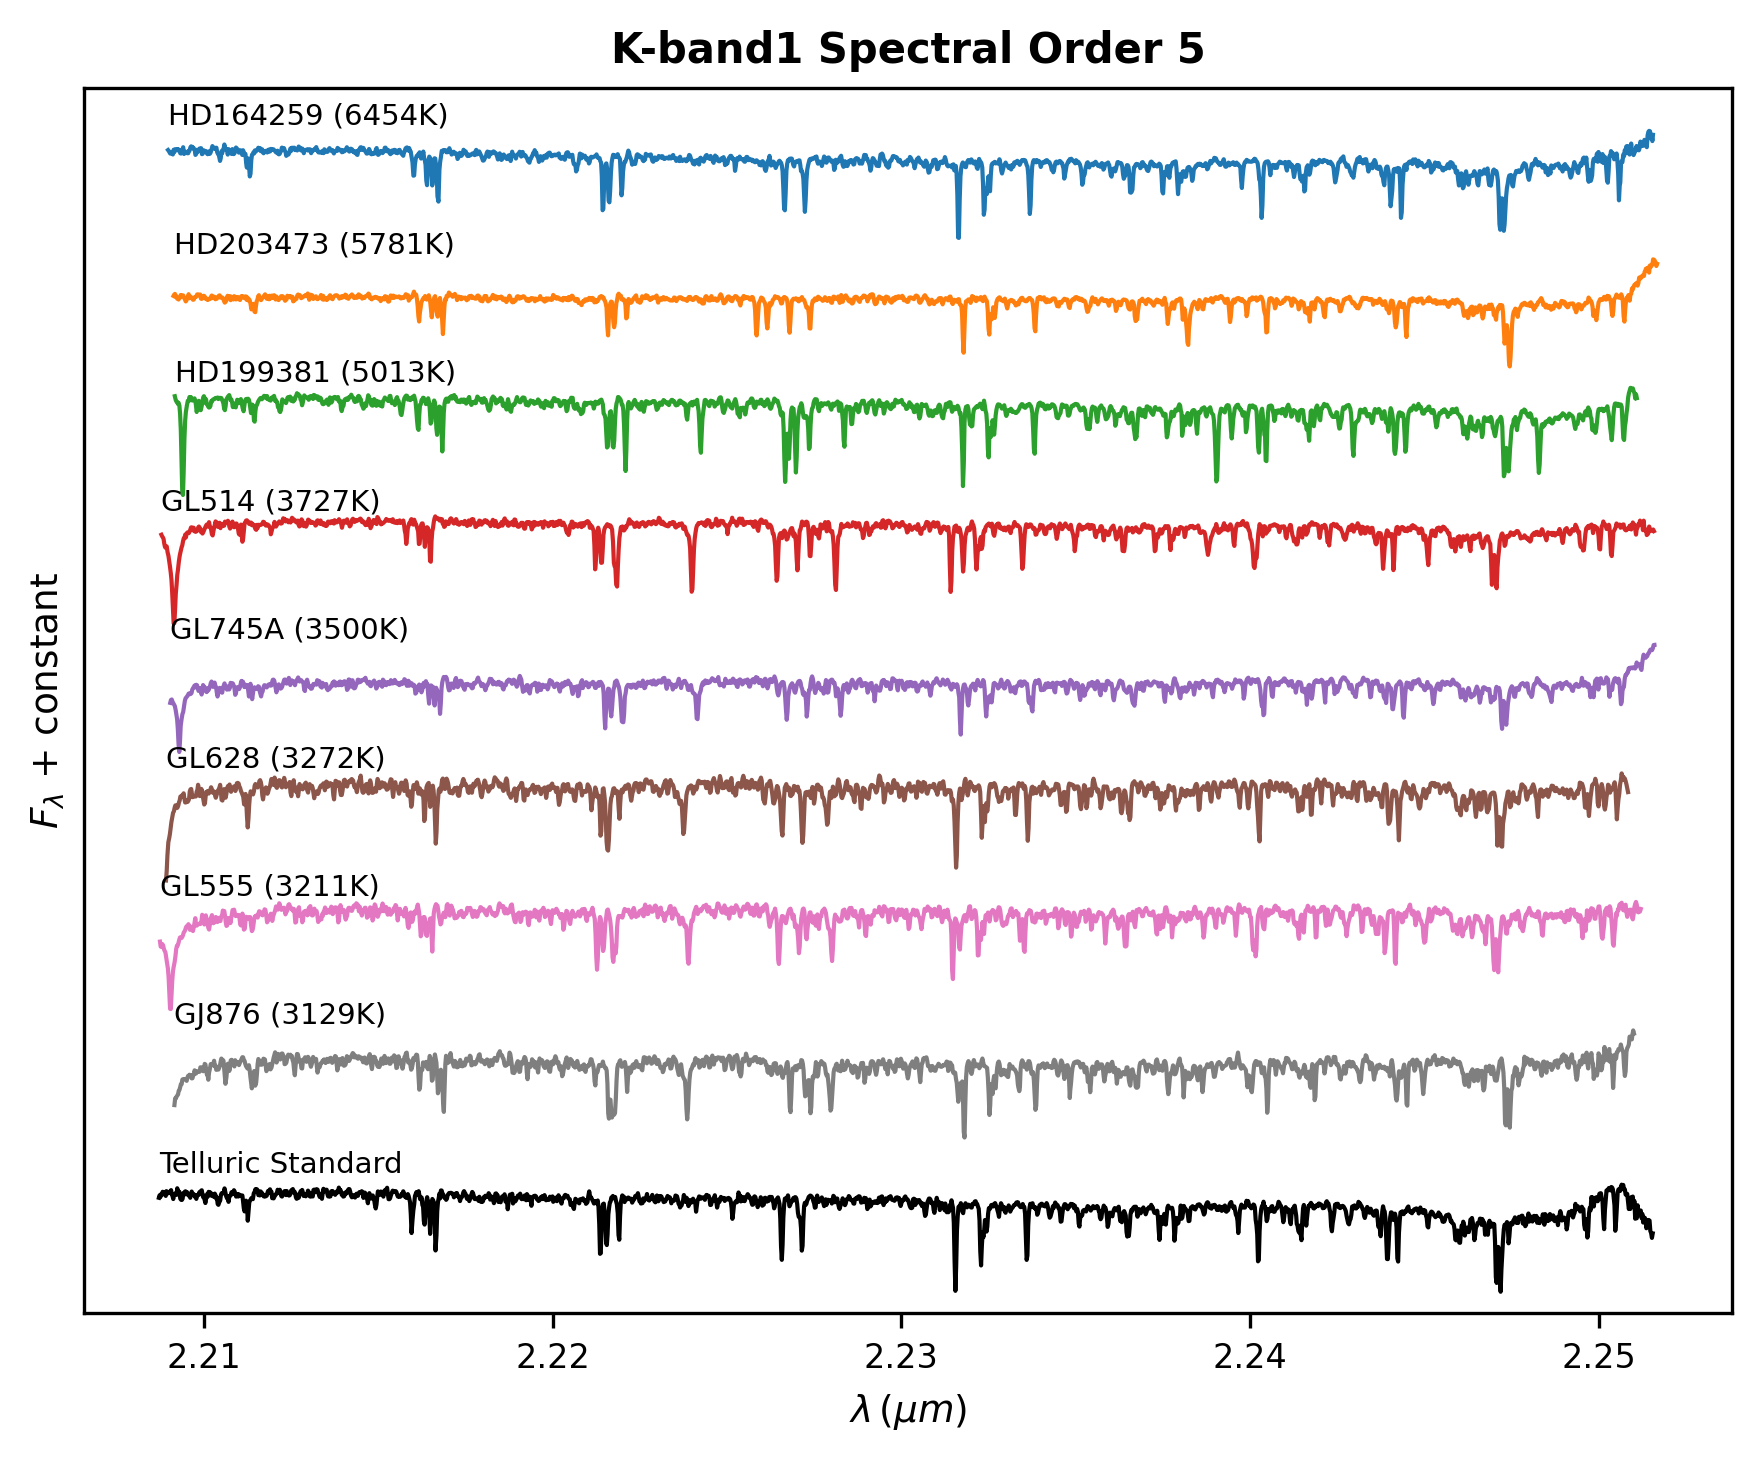 K-band1 Spectral Order 5
HD164259 (6454K)
HD203473 (5781K)
HD199381 (5013K)
GL514 (3727K)
GL745A (3500K)
GL628 (3272K)
GL555 (3211K)
GJ876 (3129K)
Telluric Standard
F_λ + constant
2.21 2.22 2.23 2.24 2.25
λ (μm)